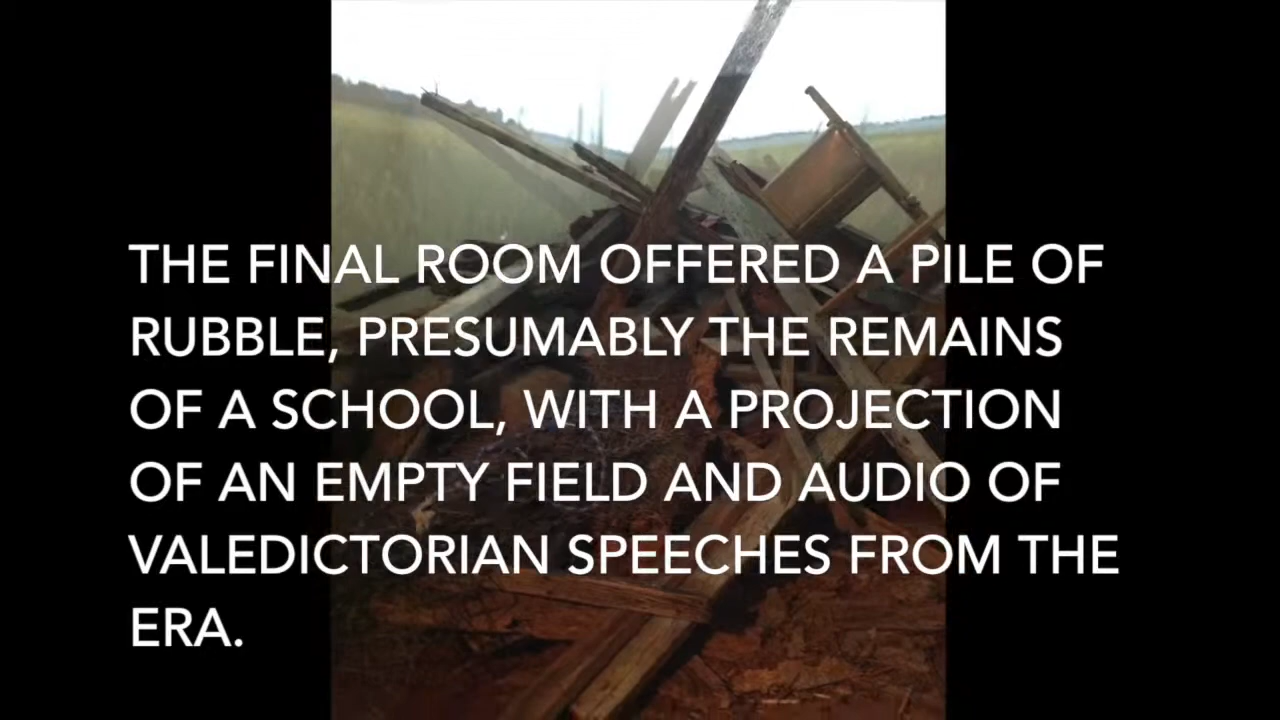 THE FINAL ROOM OFFERED A PILE OF
RUBBLE, PRESUMABLY THE REMAINS
OF A SCHOOL, WITH A PROJECTION
OF AN EMPTY FIELD AND AUDIO OF
VALEDICTORIAN SPEECHES FROM THE
ERA.